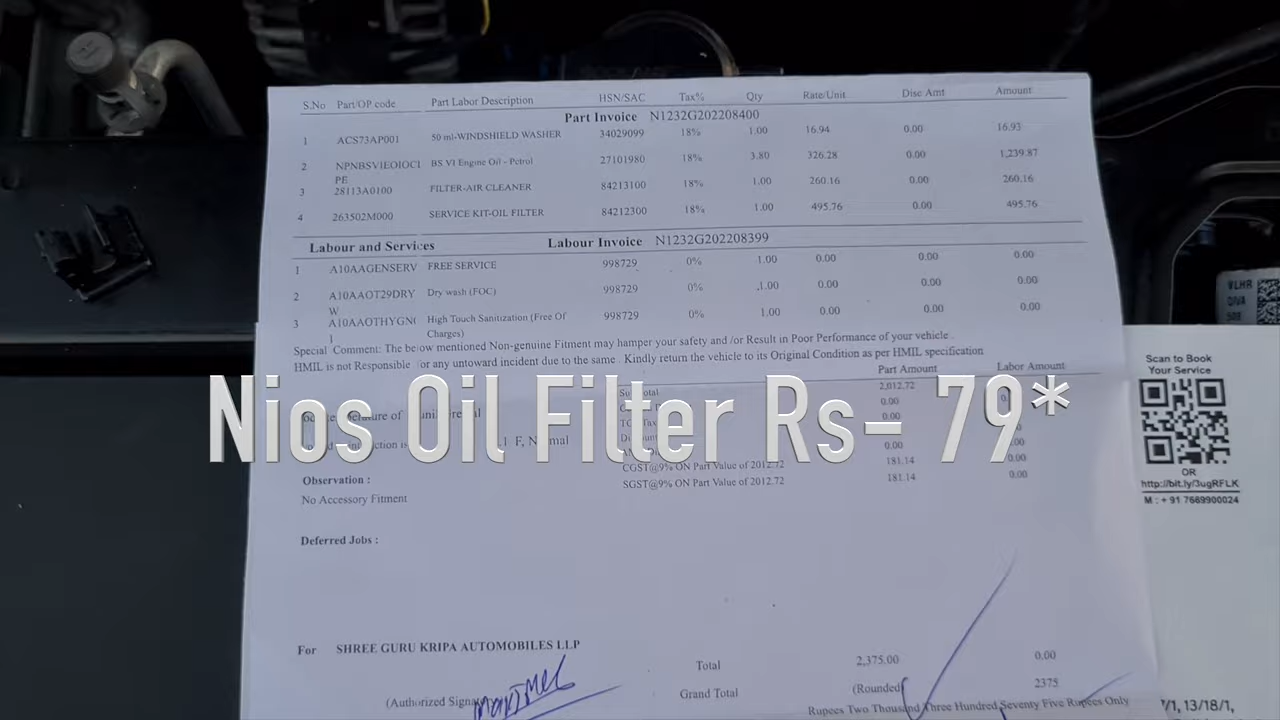 S.No Part/OP code Part Labor Description HSN/SAC Tax% Qty Rate/Unit Disc Amt Amount
Part Invoice N1232G202208400
1 ACS73AP001 50 ml-WINDSHIELD WASHER 34029099 18% 1.00 16.94 0.00 16.93
2 NPNBSVIEOIOCI BS VI Engine Oil - Petrol 27101980 18% 3.80 326.28 0.00 1,239.87
PE
3 28113A0100 FILTER-AIR CLEANER 84213100 18% 1.00 260.16 0.00 260.16
4 263502M000 SERVICE KIT-OIL FILTER 84212300 18% 1.00 495.76 0.00 495.76
Labour and Services Labour Invoice N1232G202208399
1 A10AAGENSERV FREE SERVICE 998729 0% 1.00 0.00 0.00 0.00
2 A10AAOT29DRY Dry wash (FOC) 998729 0% 1.00 0.00 0.00 0.00
W
3 A10AAOTHYGN High Touch Sanitization (Free Of 998729 0% 1.00 0.00 0.00 0.00
1 Charges)
Special Comment: The below mentioned Non-genuine Fitment may hamper your safety and /or Result in Poor Performance of your vehicle .
HMIL is not Responsible for any untoward incident due to the same . Kindly return the vehicle to its Original Condition as per HMIL specification
Part Amount Labor Amount
2,012.72
0.00
0.00
Nios Oil Filter Rs- 79*
0.00
CGST@9% ON Part Value of 2012.72 181.14 0.00
SGST@9% ON Part Value of 2012.72 181.14 0.00
Observation :
No Accessory Fitment
Deferred Jobs :
For SHREE GURU KRIPA AUTOMOBILES LLP
Total 2,375.00 0.00
(Authorized Grand Total (Rounded) 2375
Rupees Two Thousand Three Hundred Seventy Five Rupees Only
Scan to Book
Your Service
OR
http://bit.ly/3ugRFLK
M : + 91 7669900024
VLHR
7/1, 13/18/1,